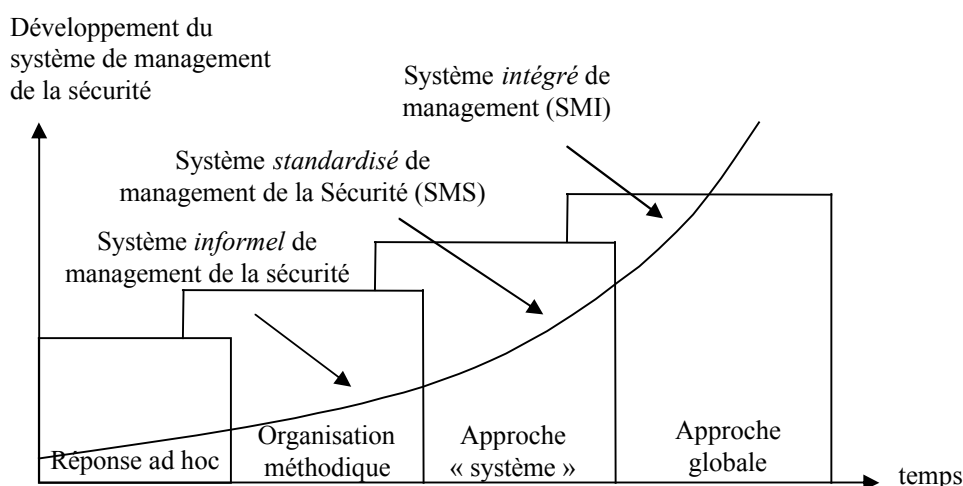 Développement du
système de management
de la sécurité
Système intégré de
management (SMI)
Système standardisé de
management de la Sécurité (SMS)
Système informel de
management de la sécurité
Réponse ad hoc
Organisation
méthodique
Approche
« système »
Approche
globale
temps